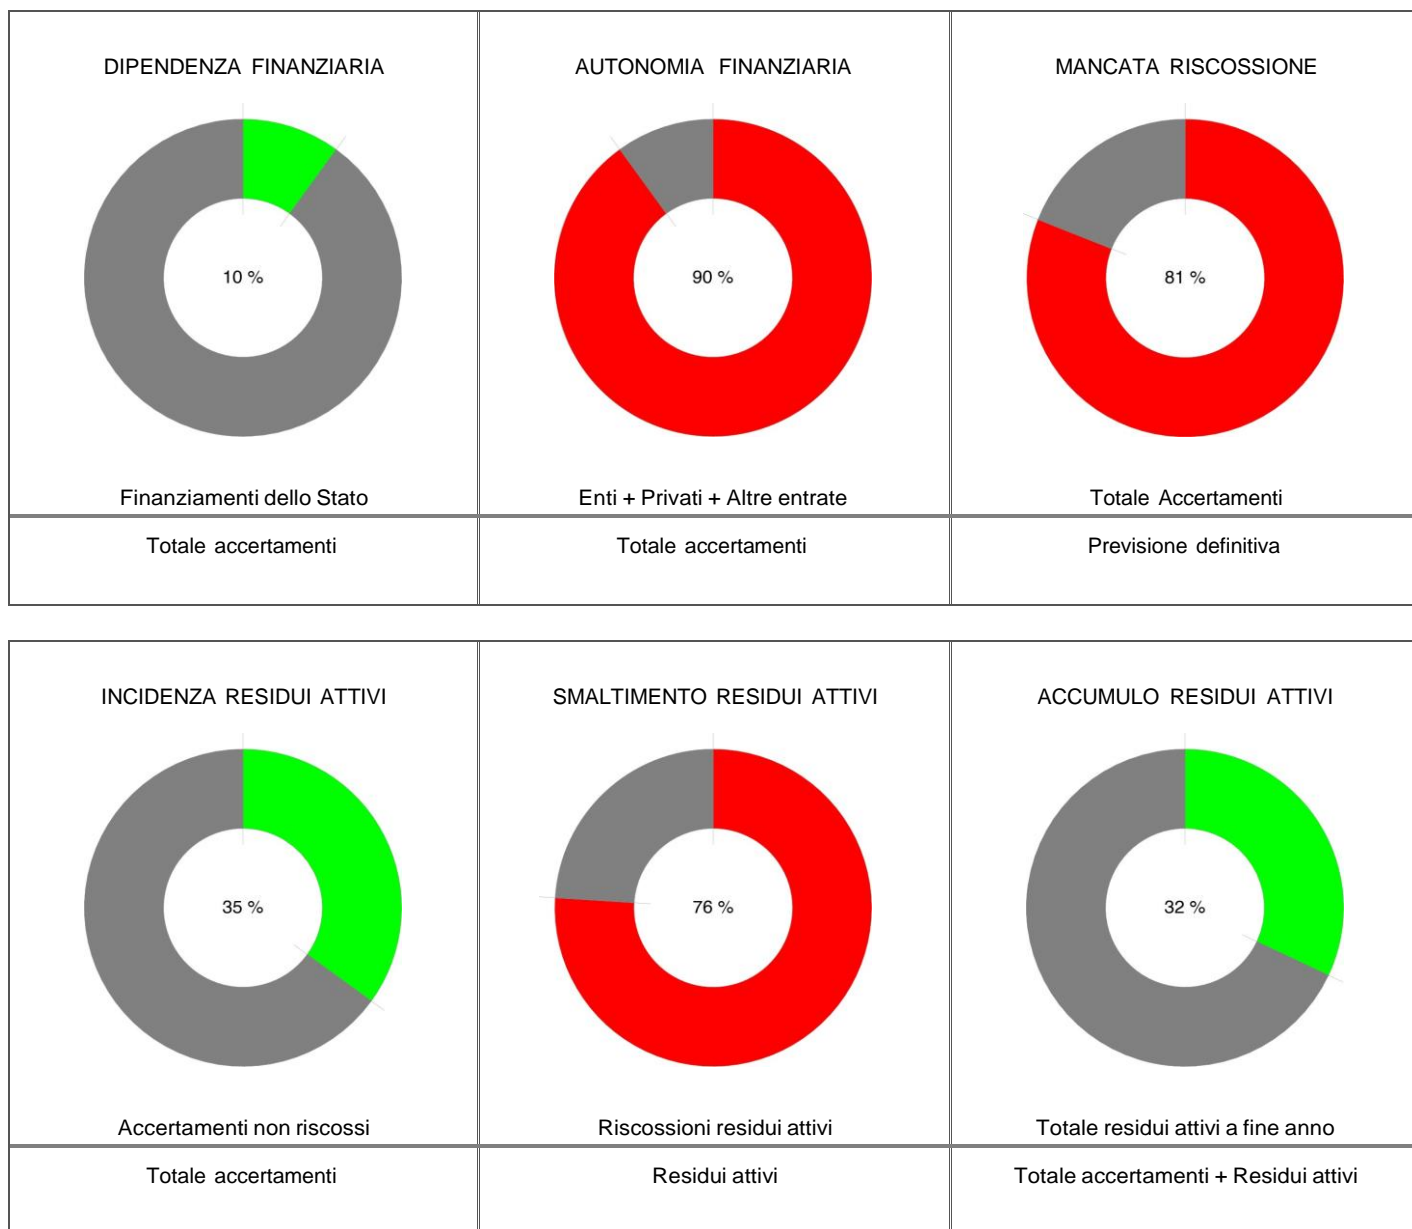 DIPENDENZA FINANZIARIA
10 %
Finanziamenti dello Stato
Totale accertamenti
AUTONOMIA FINANZIARIA
90 %
Enti + Privati + Altre entrate
Totale accertamenti
MANCATA RISCOSSIONE
81 %
Totale Accertamenti
Previsione definitiva
INCIDENZA RESIDUI ATTIVI
35 %
Accertamenti non riscossi
Totale accertamenti
SMALTIMENTO RESIDUI ATTIVI
76 %
Riscossioni residui attivi
Residui attivi
ACCUMULO RESIDUI ATTIVI
32 %
Totale residui attivi a fine anno
Totale accertamenti + Residui attivi